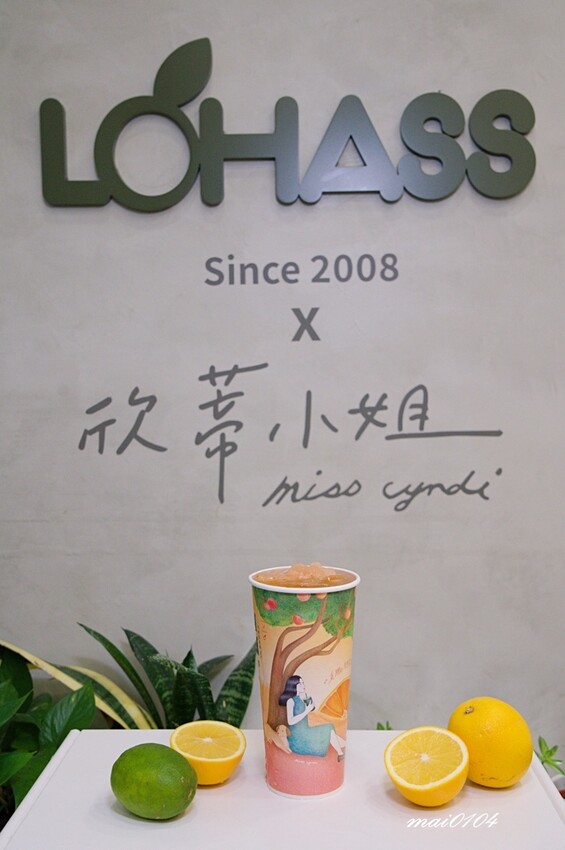 LOHASS
Since 2008
X
欣蒂小姐
miss cyndi
mai0104